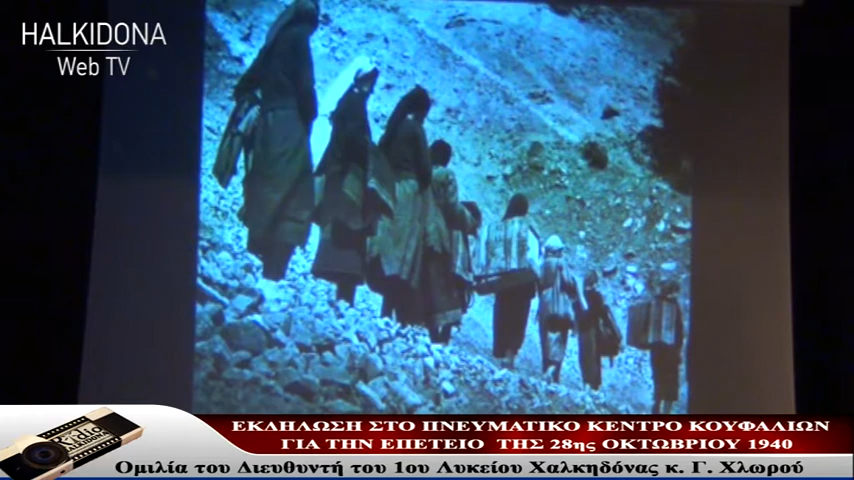 HALKIDONA
Web TV
ΕΚΔΗΛΩΣΗ ΣΤΟ ΠΝΕΥΜΑΤΙΚΟ ΚΕΝΤΡΟ ΚΟΥΦΑΛΙΩΝ
ΓΙΑ ΤΗΝ ΕΠΕΤΕΙΟ ΤΗΣ 28ης ΟΚΤΩΒΡΙΟΥ 1940
Ομιλία του Διευθυντή του 1ου Λυκείου Χαλκηδόνας κ. Γ. Χλωρού